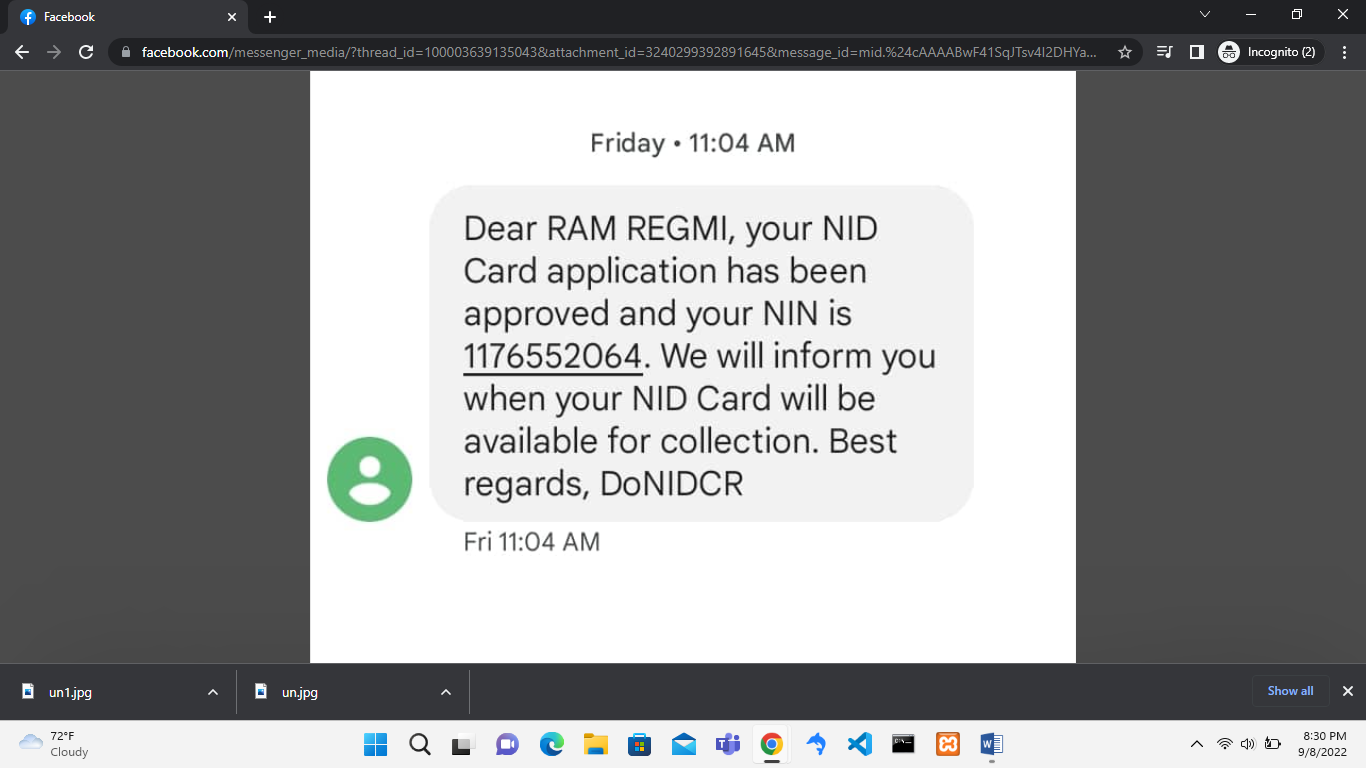 Facebook
facebook.com/messenger_media/?thread_id=100003639135043&attachment_id=3240299392891645&message_id=mid.%24cAAAABwF41SqJTsv4I2DHYa...
Incognito (2)
Friday • 11:04 AM
Dear RAM REGMI, your NID
Card application has been
approved and your NIN is
1176552064. We will inform you
when your NID Card will be
available for collection. Best
regards, DoNIDCR
Fri 11:04 AM
un1.jpg
un.jpg
Show all
72°F
Cloudy
8:30 PM
9/8/2022